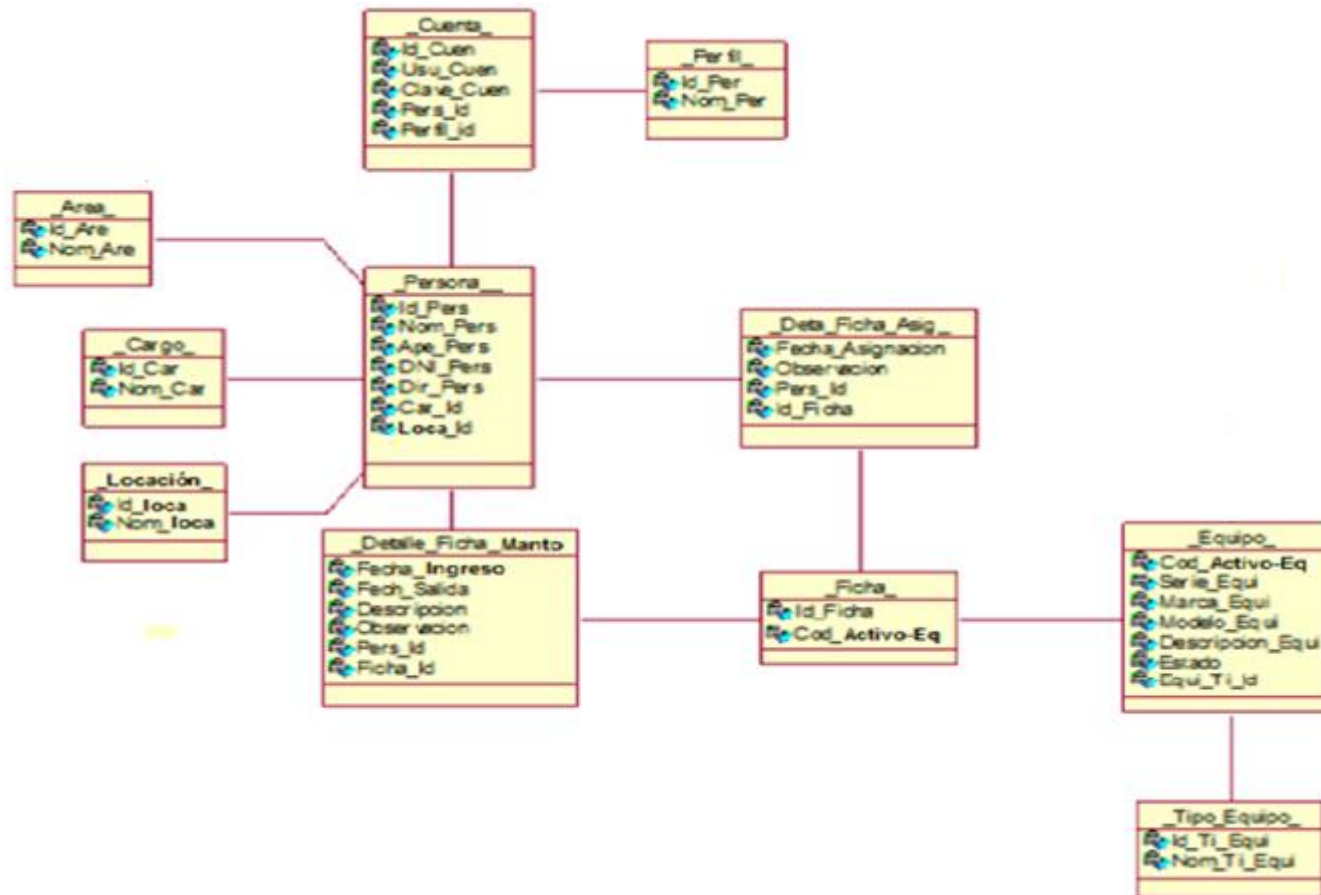 _Cuenta_
Id_Cuen
Usu_Cuen
Clave_Cuen
Pers_Id
Perfil_id
_Perfil_
Id_Per
Nom_Per
_Area_
Id_Are
Nom_Are
_Persona__
Id_Pers
Nom_Pers
Ape_Pers
DNI_Pers
Dir_Pers
Car_Id
Loca_Id
_Cargo_
Id_Car
Nom_Car
_Locación_
Id_loca
Nom_loca
_Deta_Ficha_Asig_
Fecha_Asignacion
Observacion
Pers_Id
Id_Ficha
_Detalle_Ficha_Manto
Fecha_Ingreso
Fech_Salida
Descripcion
Observacion
Pers_Id
Ficha_Id
_Ficha_
Id_Ficha
Cod_Activo-Eq
_Equipo_
Cod_Activo-Eq
Serie_Equi
Marca_Equi
Modelo_Equi
Descripcion_Equi
Estado
Equi_Ti_Id
_Tipo_Equipo_
Id_Ti_Equi
Nom_Ti_Equi